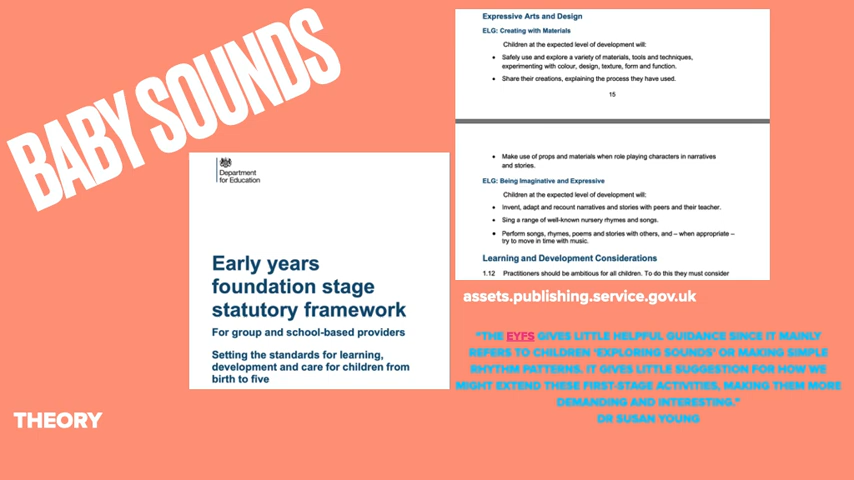 BABY SOUNDS
Department
for Education
Early years
foundation stage
statutory framework
For group and school-based providers
Setting the standards for learning,
development and care for children from
birth to five
THEORY
Expressive Arts and Design
ELG: Creating with Materials
Children at the expected level of development will:
• Safely use and explore a variety of materials, tools and techniques,
experimenting with colour, design, texture, form and function.
• Share their creations, explaining the process they have used.
15
• Make use of props and materials when role playing characters in narratives
and stories.
ELG: Being Imaginative and Expressive
Children at the expected level of development will:
• Invent, adapt and recount narratives and stories with peers and their teacher.
• Sing a range of well-known nursery rhymes and songs.
• Perform songs, rhymes, poems and stories with others, and – when appropriate –
try to move in time with music.
Learning and Development Considerations
1.12 Practitioners should be ambitious for all children. To do this they must consider
assets.publishing.service.gov.uk
"THE EYFS GIVES LITTLE HELPFUL GUIDANCE SINCE IT MAINLY
REFERS TO CHILDREN 'EXPLORING SOUNDS' OR MAKING SIMPLE
RHYTHM PATTERNS. IT GIVES LITTLE SUGGESTION FOR HOW WE
MIGHT EXTEND THESE FIRST-STAGE ACTIVITIES, MAKING THEM MORE
DEMANDING AND INTERESTING."
DR SUSAN YOUNG